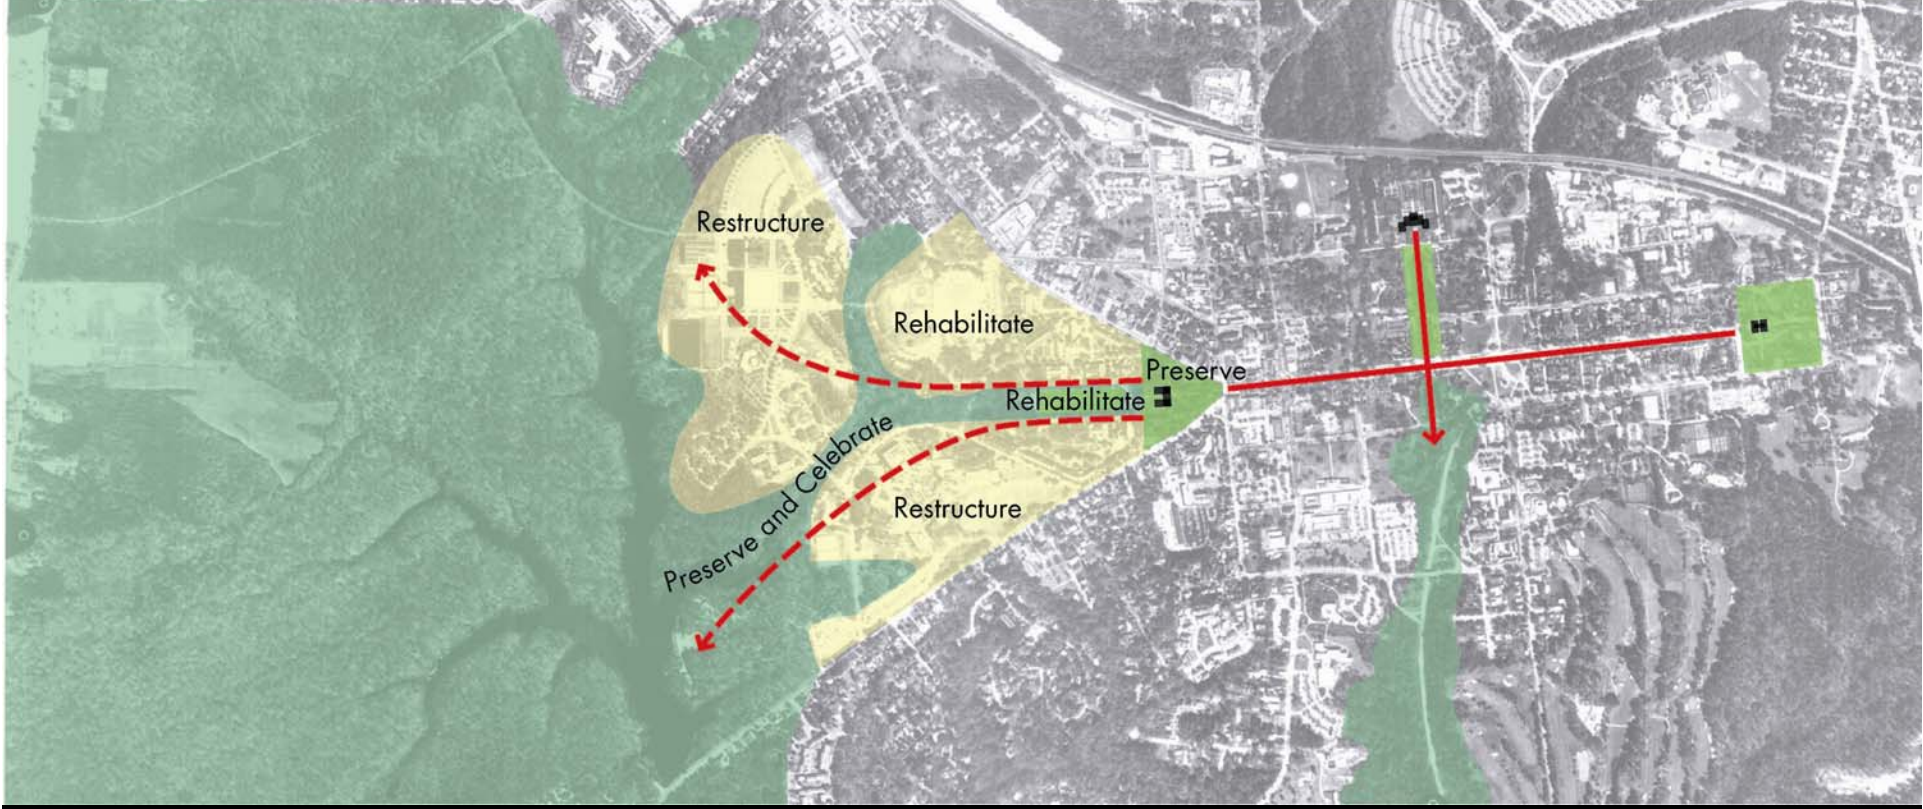 Restructure
Rehabilitate
Preserve
Rehabilitate
Preserve and Celebrate
Restructure